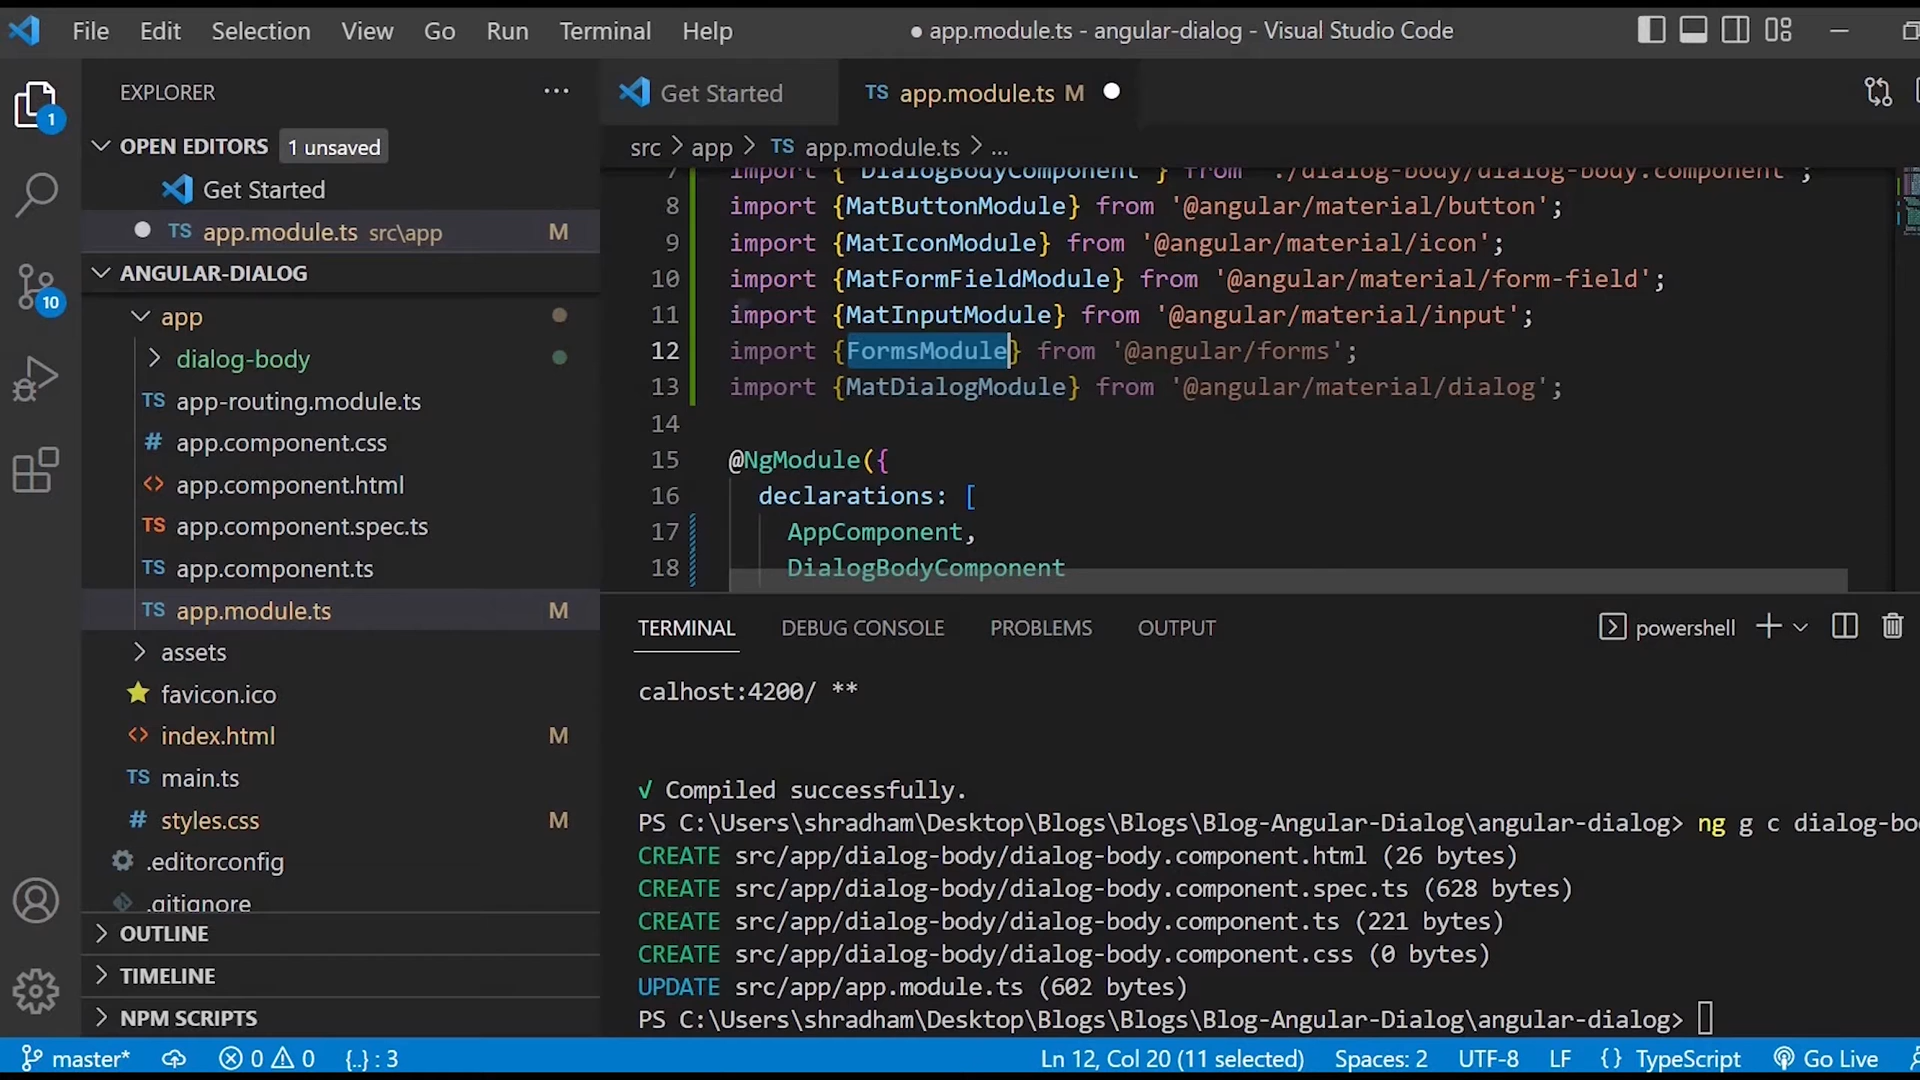 File Edit Selection View Go Run Terminal Help
● app.module.ts - angular-dialog - Visual Studio Code
EXPLORER ...
OPEN EDITORS 1 unsaved
Get Started
TS app.module.ts src\app M
ANGULAR-DIALOG
app
dialog-body
TS app-routing.module.ts
# app.component.css
<> app.component.html
TS app.component.spec.ts
TS app.component.ts
TS app.module.ts M
assets
favicon.ico
<> index.html M
TS main.ts
# styles.css M
.editorconfig
.gitignore
OUTLINE
TIMELINE
NPM SCRIPTS
1
10
Get Started
TS app.module.ts M
src > app > TS app.module.ts > ...
7 import { DialogBodyComponent } from './dialog-body/dialog-body.component';
8 import {MatButtonModule} from '@angular/material/button';
9 import {MatIconModule} from '@angular/material/icon';
10 import {MatFormFieldModule} from '@angular/material/form-field';
11 import {MatInputModule} from '@angular/material/input';
12 import {FormsModule} from '@angular/forms';
13 import {MatDialogModule} from '@angular/material/dialog';
14
15 @NgModule({
16 declarations: [
17 AppComponent,
18 DialogBodyComponent
TERMINAL DEBUG CONSOLE PROBLEMS OUTPUT
powershell
calhost:4200/ **
√ Compiled successfully.
PS C:\Users\shradham\Desktop\Blogs\Blogs\Blog-Angular-Dialog\angular-dialog> ng g c dialog-bo
CREATE src/app/dialog-body/dialog-body.component.html (26 bytes)
CREATE src/app/dialog-body/dialog-body.component.spec.ts (628 bytes)
CREATE src/app/dialog-body/dialog-body.component.ts (221 bytes)
CREATE src/app/dialog-body/dialog-body.component.css (0 bytes)
UPDATE src/app/app.module.ts (602 bytes)
PS C:\Users\shradham\Desktop\Blogs\Blogs\Blog-Angular-Dialog\angular-dialog>
master* 0 0 {..} : 3
Ln 12, Col 20 (11 selected) Spaces: 2 UTF-8 LF {} TypeScript Go Live